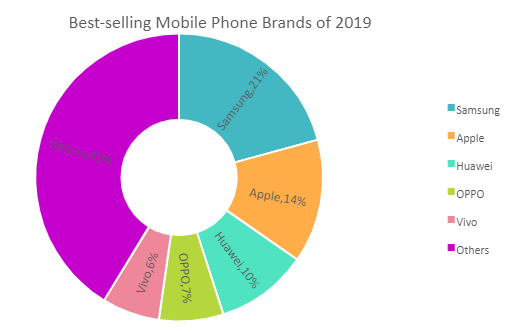 Best-selling Mobile Phone Brands of 2019
Samsung,21%
Apple,14%
Huawei,10%
OPPO,7%
Vivo,6%
Samsung
Apple
Huawei
OPPO
Vivo
Others